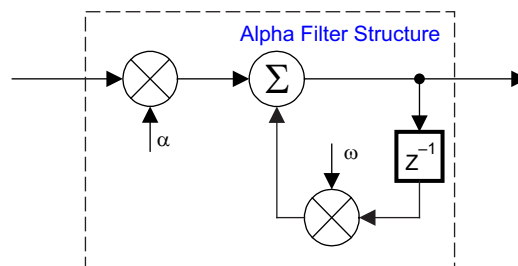 Alpha Filter Structure
Σ
α
ω
Z⁻¹